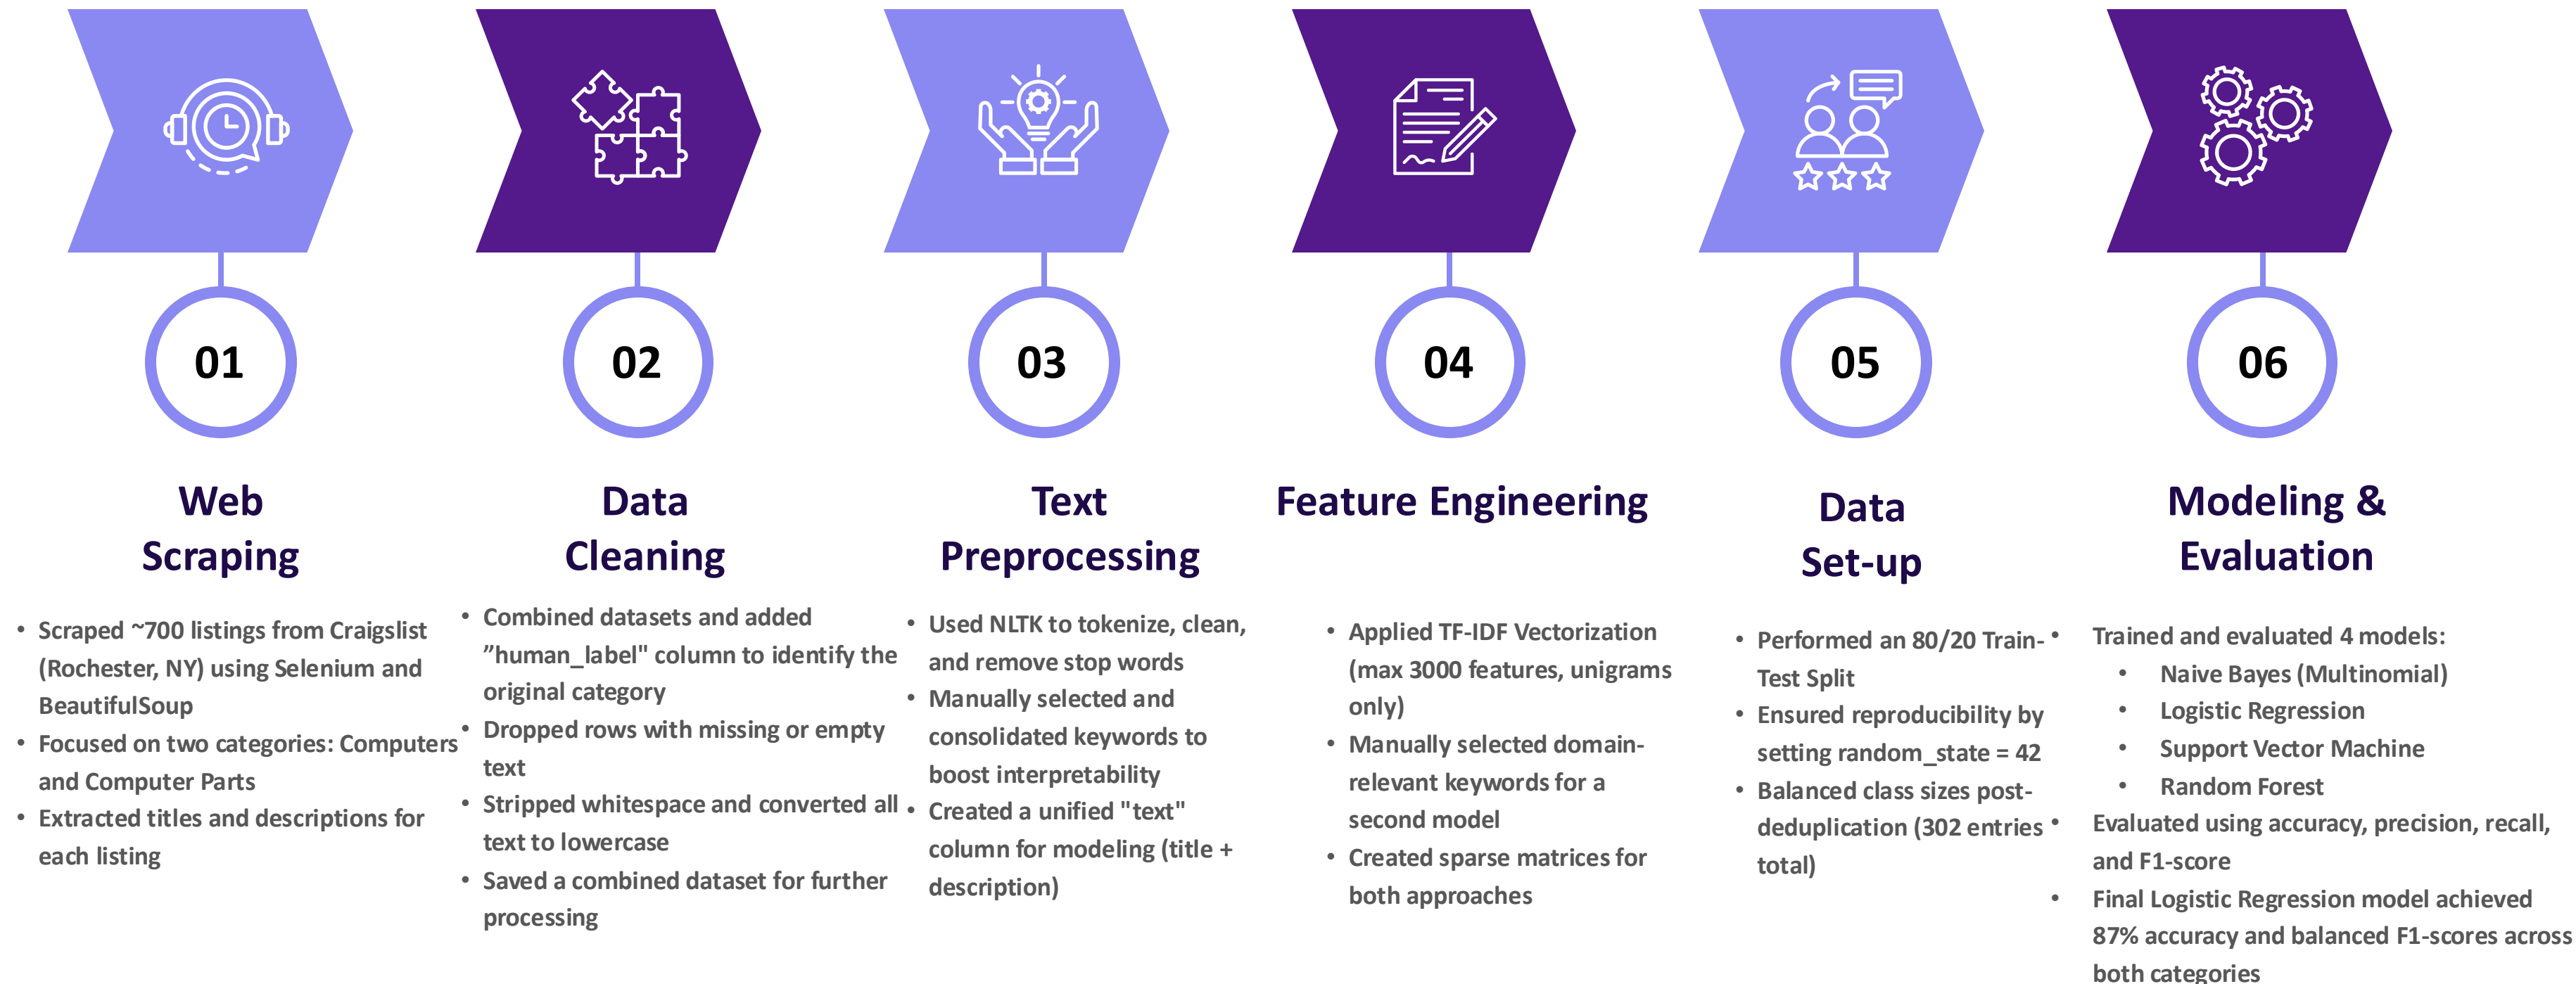 01
Web
Scraping
• Scraped ~700 listings from Craigslist
(Rochester, NY) using Selenium and
BeautifulSoup
• Focused on two categories: Computers
and Computer Parts
• Extracted titles and descriptions for
each listing
02
Data
Cleaning
• Combined datasets and added
”human_label" column to identify the
original category
• Dropped rows with missing or empty
text
• Stripped whitespace and converted all
text to lowercase
• Saved a combined dataset for further
processing
03
Text
Preprocessing
• Used NLTK to tokenize, clean,
and remove stop words
• Manually selected and
consolidated keywords to
boost interpretability
• Created a unified "text"
column for modeling (title +
description)
04
Feature Engineering
• Applied TF-IDF Vectorization
(max 3000 features, unigrams
only)
• Manually selected domain-
relevant keywords for a
second model
• Created sparse matrices for
both approaches
05
Data
Set-up
• Performed an 80/20 Train-
Test Split
• Ensured reproducibility by
setting random_state = 42
• Balanced class sizes post-
deduplication (302 entries
total)
06
Modeling &
Evaluation
• Trained and evaluated 4 models:
• Naive Bayes (Multinomial)
• Logistic Regression
• Support Vector Machine
• Random Forest
• Evaluated using accuracy, precision, recall,
and F1-score
• Final Logistic Regression model achieved
87% accuracy and balanced F1-scores across
both categories